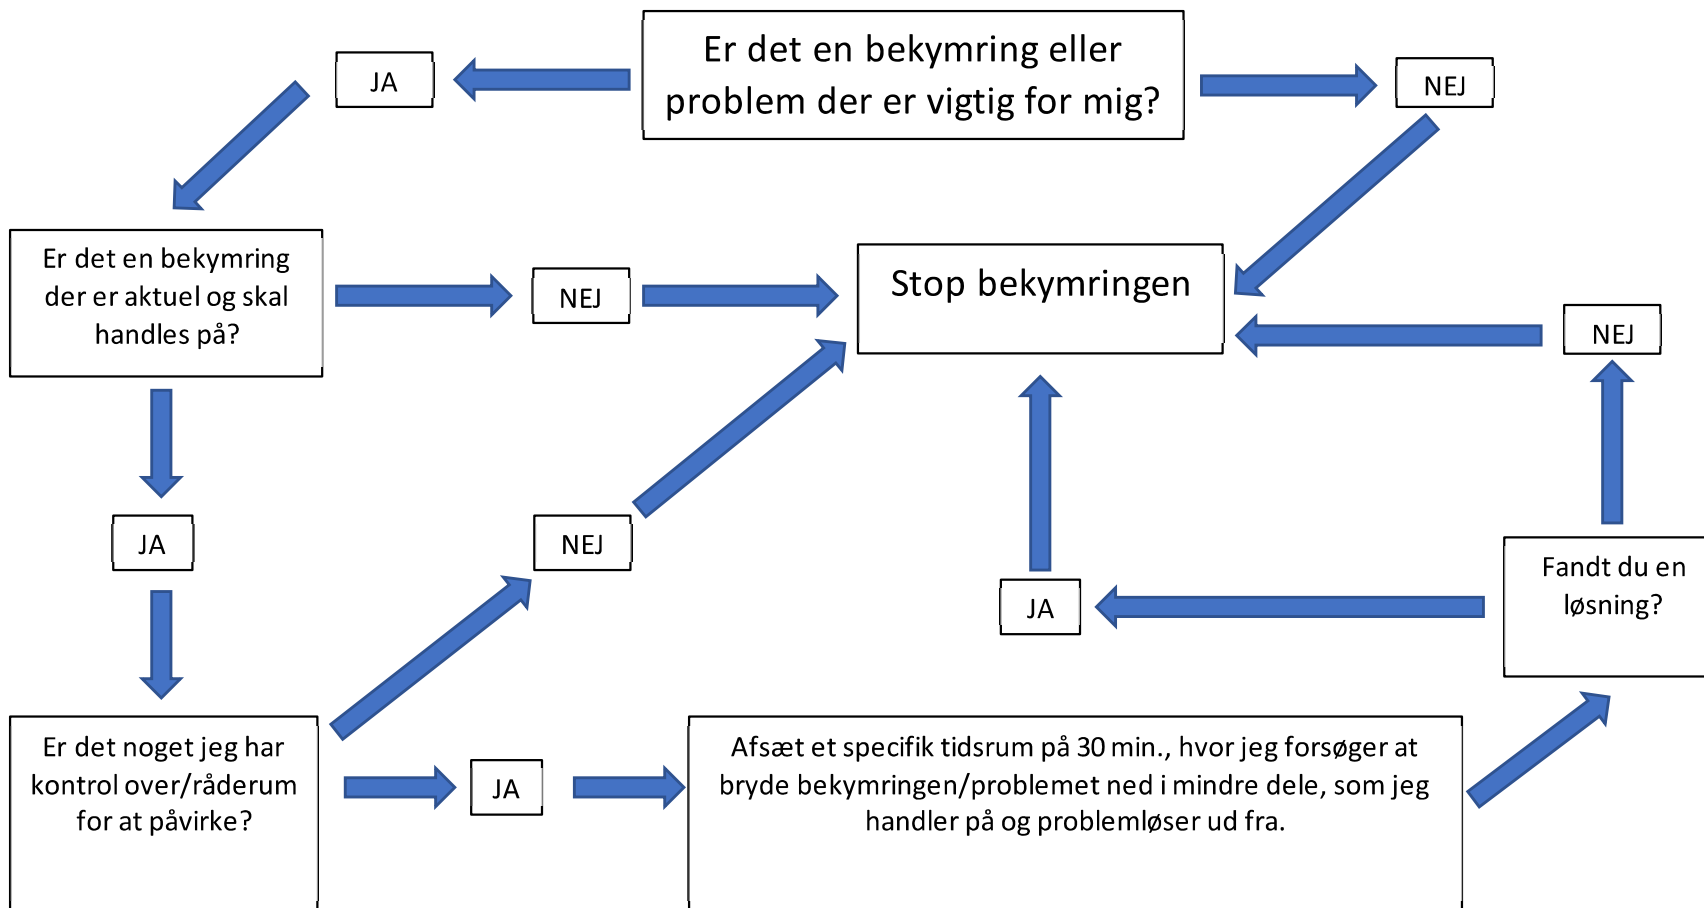 Er det en bekymring eller
problem der er vigtig for mig?
JA
NEJ
Er det en bekymring
der er aktuel og skal
handles på?
NEJ
Stop bekymringen
NEJ
JA
NEJ
JA
Fandt du en
løsning?
Er det noget jeg har
kontrol over/råderum
for at påvirke?
JA
Afsæt et specifik tidsrum på 30 min., hvor jeg forsøger at
bryde bekymringen/problemet ned i mindre dele, som jeg
handler på og problemløser ud fra.